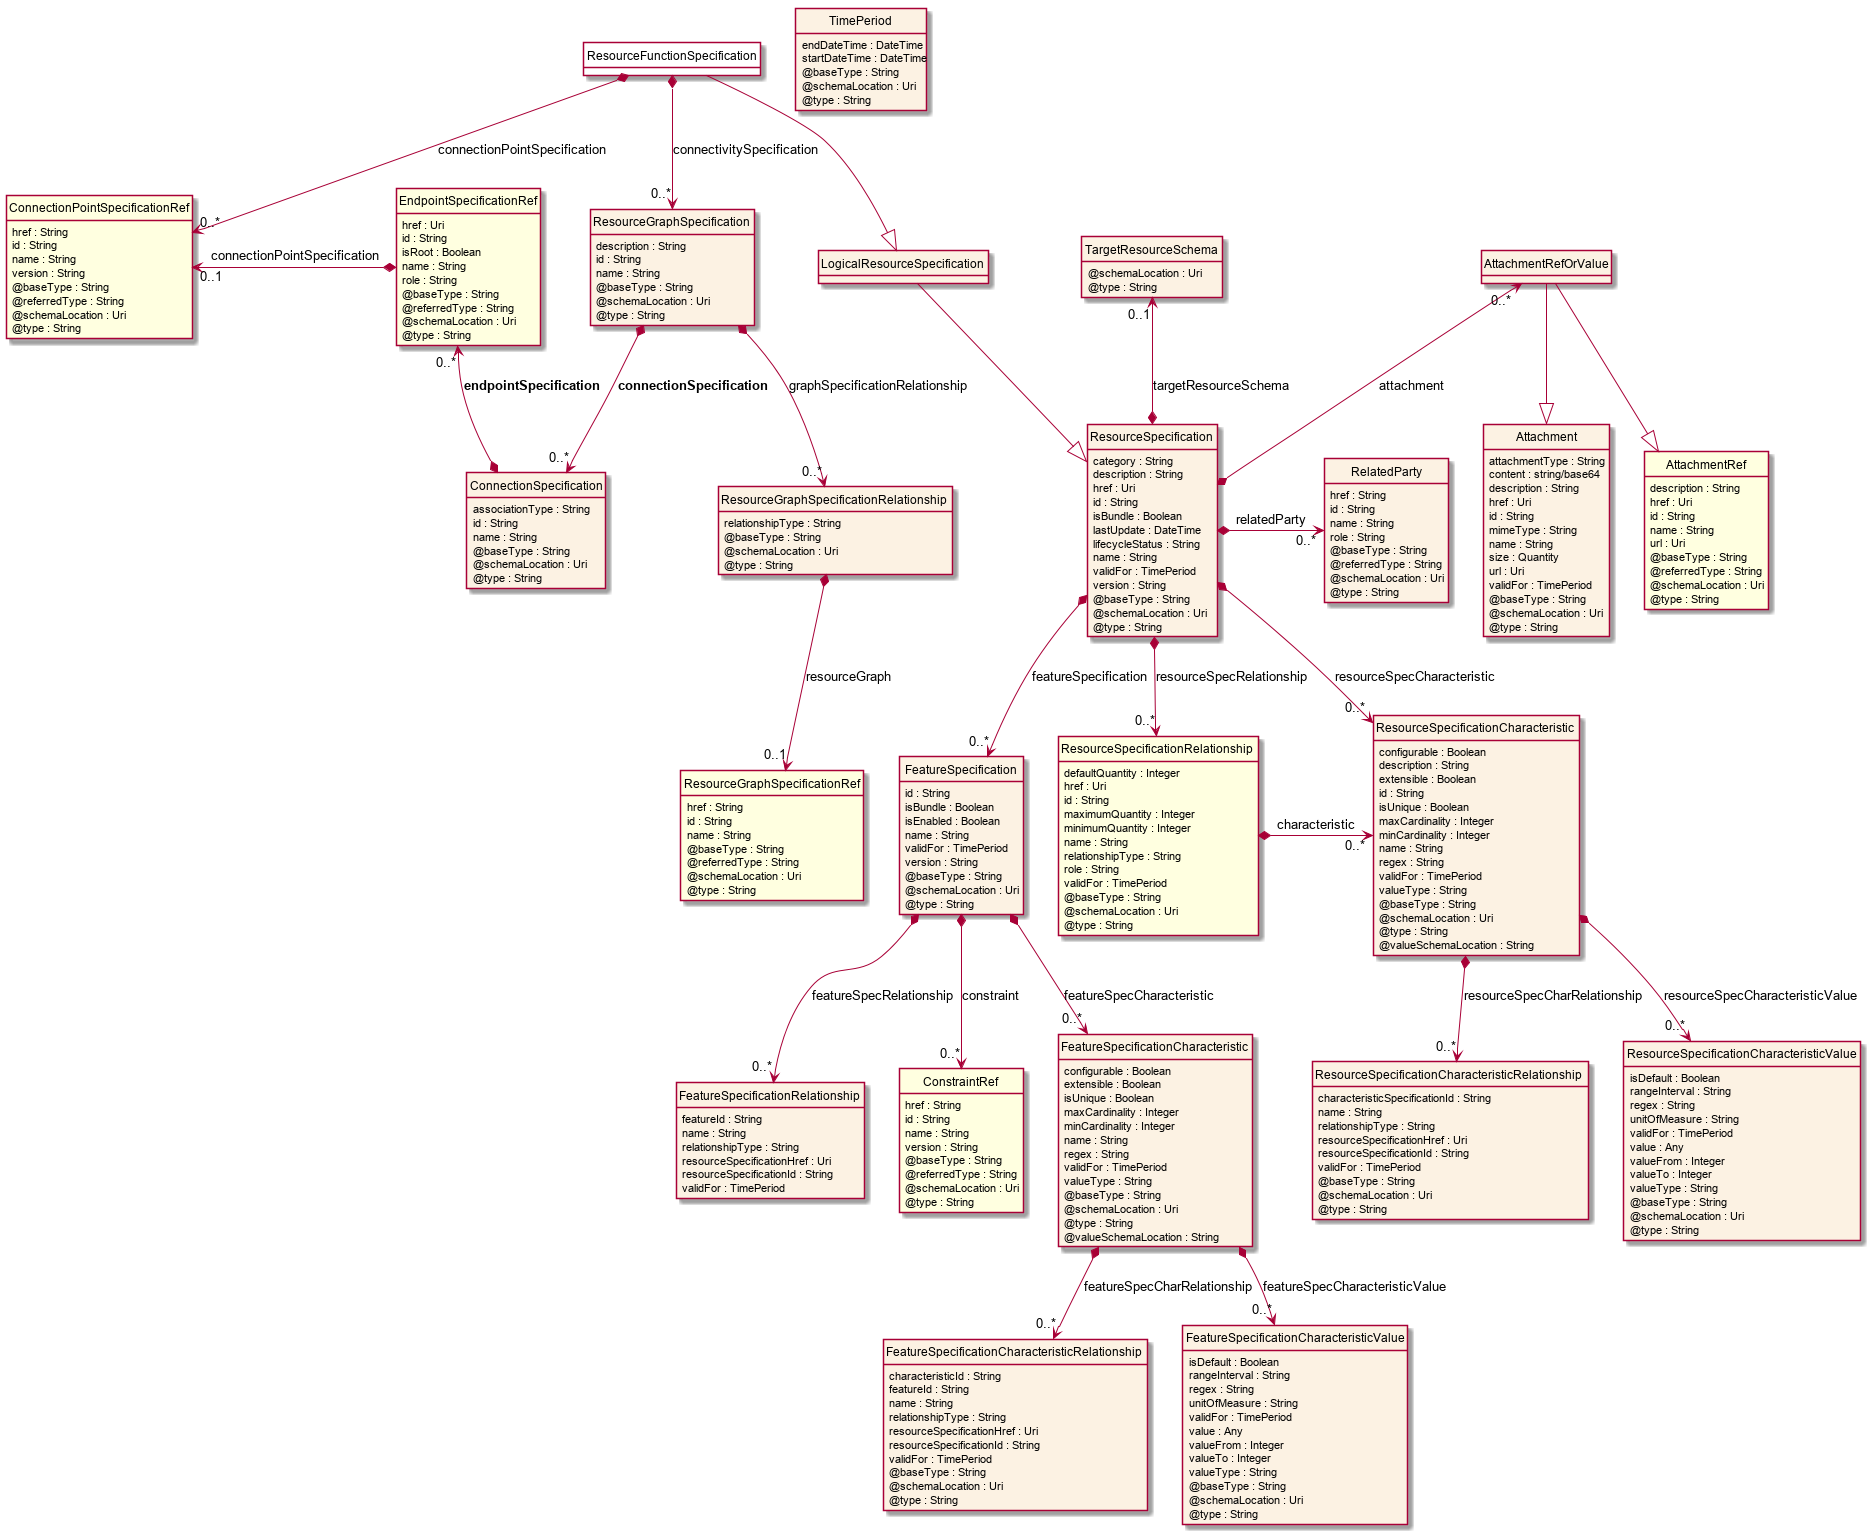 TimePeriod
endDateTime : DateTime
startDateTime : DateTime
@baseType : String
@schemaLocation : Uri
@type : String
ResourceFunctionSpecification
connectionPointSpecification
connectivitySpecification
0..*
0..*
ConnectionPointSpecificationRef
href : String
id : String
name : String
version : String
@baseType : String
@referredType : String
@schemaLocation : Uri
@type : String
connectionPointSpecification
0..1
EndpointSpecificationRef
href : Uri
id : String
isRoot : Boolean
name : String
role : String
@baseType : String
@referredType : String
@schemaLocation : Uri
@type : String
ResourceGraphSpecification
description : String
id : String
name : String
@baseType : String
@schemaLocation : Uri
@type : String
LogicalResourceSpecification
TargetResourceSchema
@schemaLocation : Uri
@type : String
AttachmentRefOrValue
0..*
0..1
0..*
endpointSpecification
connectionSpecification
graphSpecificationRelationship
targetResourceSchema
attachment
0..*
0..*
ConnectionSpecification
associationType : String
id : String
name : String
@baseType : String
@schemaLocation : Uri
@type : String
ResourceGraphSpecificationRelationship
relationshipType : String
@baseType : String
@schemaLocation : Uri
@type : String
ResourceSpecification
category : String
description : String
href : Uri
id : String
isBundle : Boolean
lastUpdate : DateTime
lifecycleStatus : String
name : String
validFor : TimePeriod
version : String
@baseType : String
@schemaLocation : Uri
@type : String
relatedParty
0..*
RelatedParty
href : String
id : String
name : String
role : String
@baseType : String
@referredType : String
@schemaLocation : Uri
@type : String
Attachment
attachmentType : String
content : string/base64
description : String
href : Uri
id : String
mimeType : String
name : String
size : Quantity
url : Uri
validFor : TimePeriod
@baseType : String
@schemaLocation : Uri
@type : String
AttachmentRef
description : String
href : Uri
id : String
name : String
url : Uri
@baseType : String
@referredType : String
@schemaLocation : Uri
@type : String
resourceGraph
featureSpecification
resourceSpecRelationship
resourceSpecCharacteristic
0..1
0..*
0..*
0..*
ResourceGraphSpecificationRef
href : String
id : String
name : String
@baseType : String
@referredType : String
@schemaLocation : Uri
@type : String
FeatureSpecification
id : String
isBundle : Boolean
isEnabled : Boolean
name : String
validFor : TimePeriod
version : String
@baseType : String
@schemaLocation : Uri
@type : String
ResourceSpecificationRelationship
defaultQuantity : Integer
href : Uri
id : String
maximumQuantity : Integer
minimumQuantity : Integer
name : String
relationshipType : String
role : String
validFor : TimePeriod
@baseType : String
@schemaLocation : Uri
@type : String
characteristic
0..*
ResourceSpecificationCharacteristic
configurable : Boolean
description : String
extensible : Boolean
id : String
isUnique : Boolean
maxCardinality : Integer
minCardinality : Integer
name : String
regex : String
validFor : TimePeriod
valueType : String
@baseType : String
@schemaLocation : Uri
@type : String
@valueSchemaLocation : String
featureSpecRelationship
constraint
featureSpecCharacteristic
resourceSpecCharRelationship
resourceSpecCharacteristicValue
0..*
0..*
0..*
0..*
0..*
FeatureSpecificationRelationship
featureId : String
name : String
relationshipType : String
resourceSpecificationHref : Uri
resourceSpecificationId : String
validFor : TimePeriod
ConstraintRef
href : String
id : String
name : String
version : String
@baseType : String
@referredType : String
@schemaLocation : Uri
@type : String
FeatureSpecificationCharacteristic
configurable : Boolean
extensible : Boolean
isUnique : Boolean
maxCardinality : Integer
minCardinality : Integer
name : String
regex : String
validFor : TimePeriod
valueType : String
@baseType : String
@schemaLocation : Uri
@type : String
@valueSchemaLocation : String
ResourceSpecificationCharacteristicRelationship
characteristicSpecificationId : String
name : String
relationshipType : String
resourceSpecificationHref : Uri
resourceSpecificationId : String
validFor : TimePeriod
@baseType : String
@schemaLocation : Uri
@type : String
ResourceSpecificationCharacteristicValue
isDefault : Boolean
rangeInterval : String
regex : String
unitOfMeasure : String
validFor : TimePeriod
value : Any
valueFrom : Integer
valueTo : Integer
valueType : String
@baseType : String
@schemaLocation : Uri
@type : String
featureSpecCharRelationship
featureSpecCharacteristicValue
0..*
0..*
FeatureSpecificationCharacteristicRelationship
characteristicId : String
featureId : String
name : String
relationshipType : String
resourceSpecificationHref : Uri
resourceSpecificationId : String
validFor : TimePeriod
@baseType : String
@schemaLocation : Uri
@type : String
FeatureSpecificationCharacteristicValue
isDefault : Boolean
rangeInterval : String
regex : String
unitOfMeasure : String
validFor : TimePeriod
value : Any
valueFrom : Integer
valueTo : Integer
valueType : String
@baseType : String
@schemaLocation : Uri
@type : String